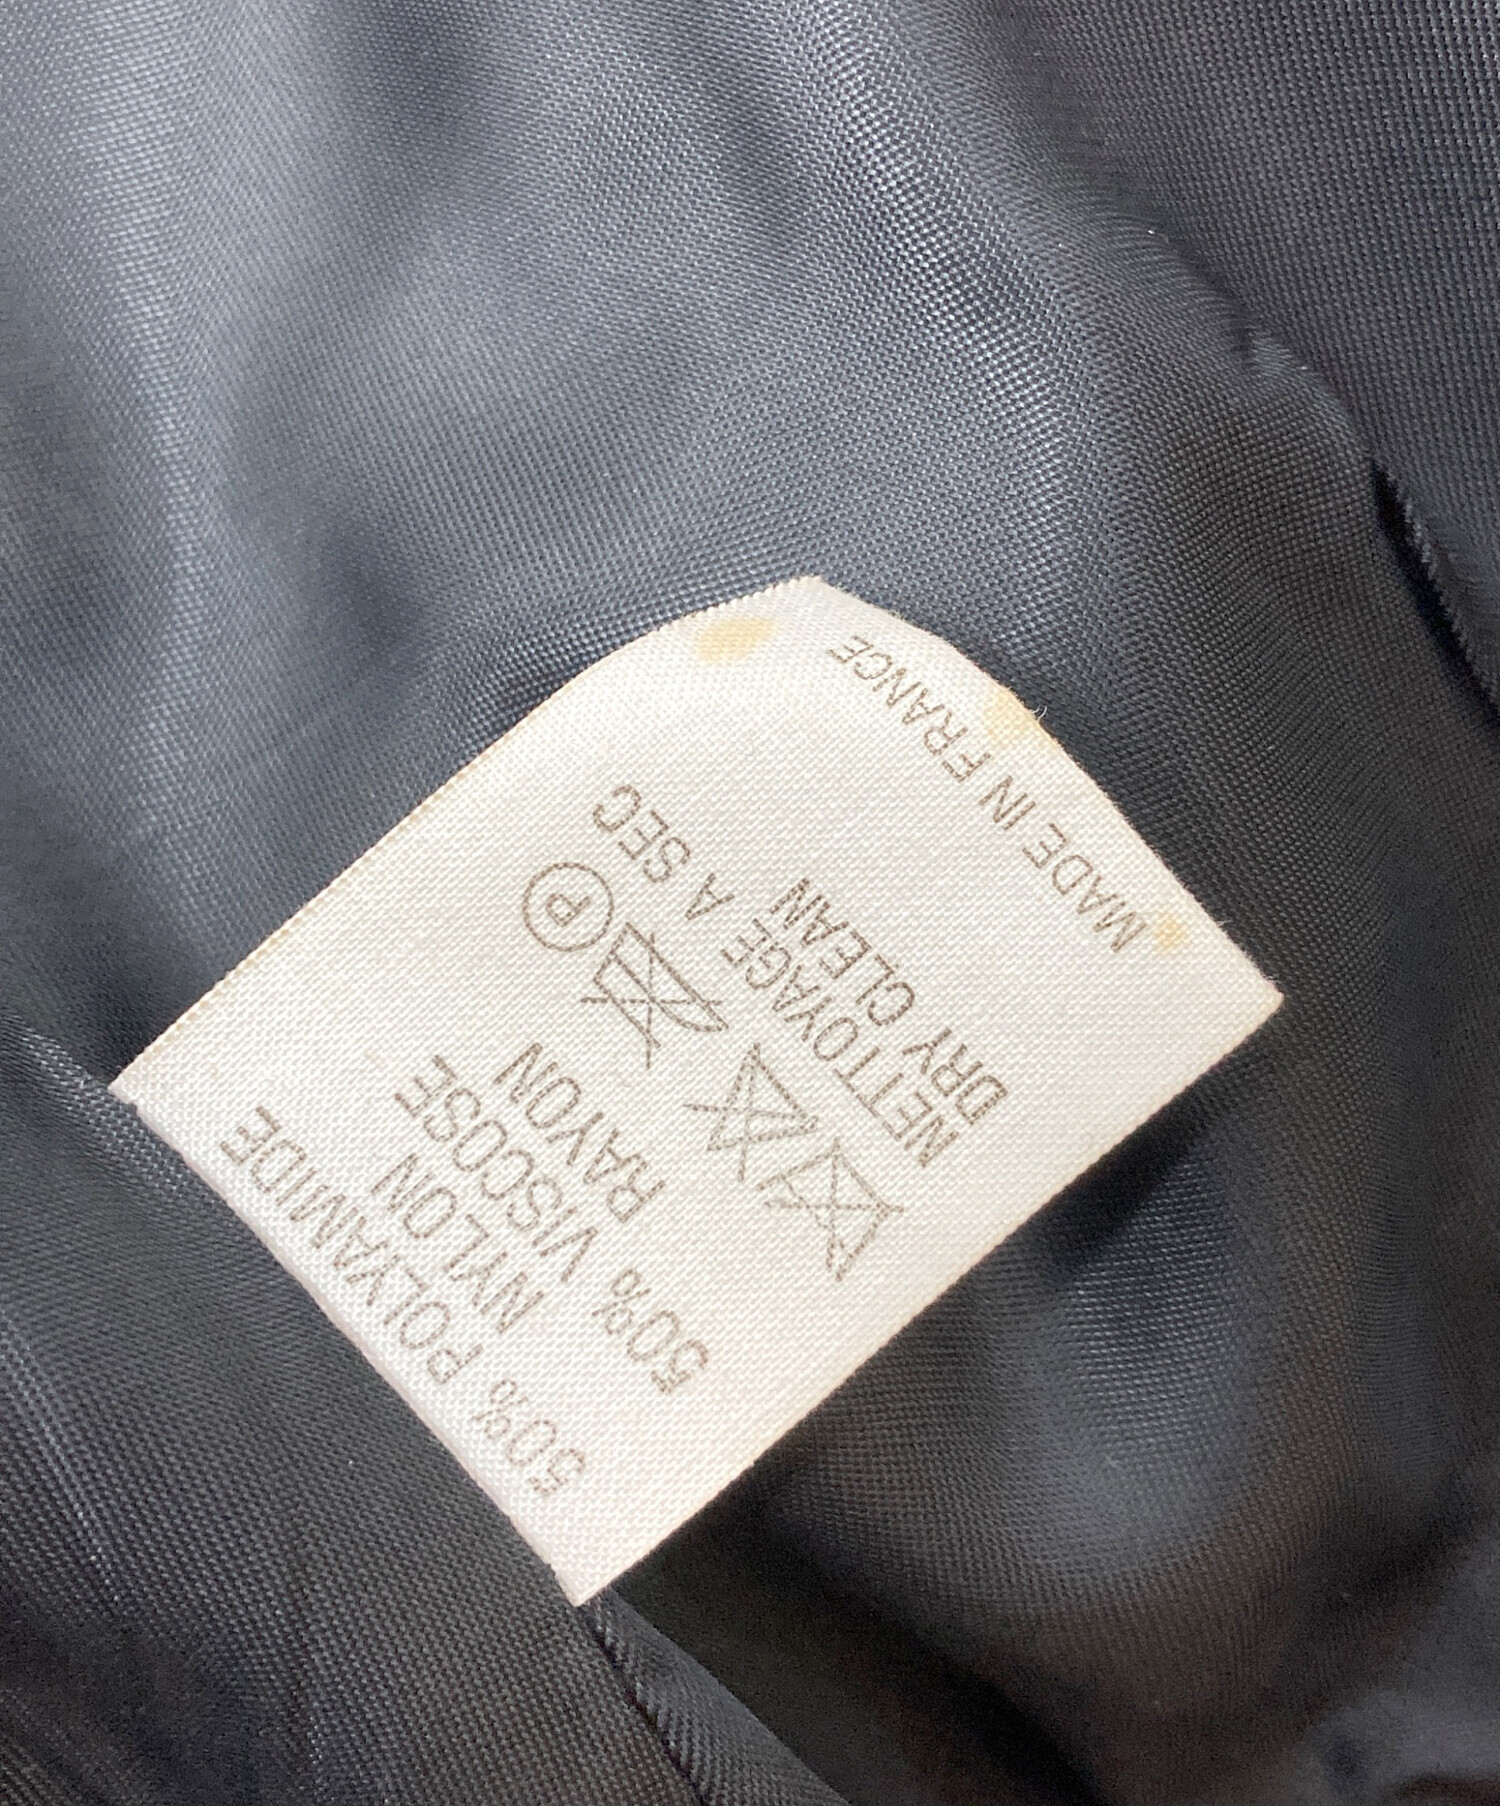 50% POLYAMIDE
NYLON
50% VISCOSE
RAYON
P
NETTOYAGE A SEC
DRY CLEAN
MADE IN FRANCE